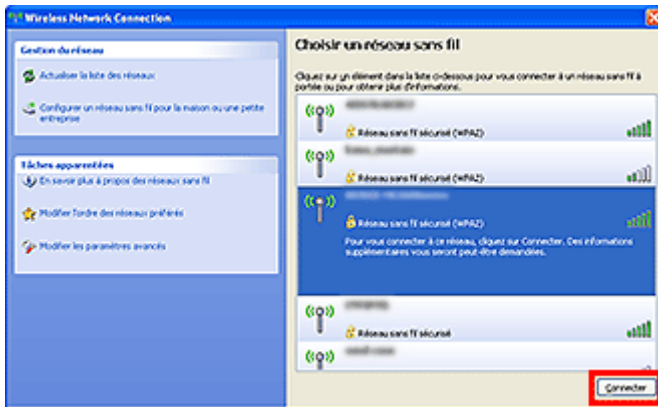 Wireless Network Connection
Gestion du réseau
Actualiser la liste des réseaux
Configurer un réseau sans fil pour la maison ou une petite
entreprise
Tâches apparentées
En savoir plus à propos des réseaux sans fil
Modifier l'ordre des réseaux préférés
Modifier les paramètres avancés
Choisir un réseau sans fil
Cliquez sur un élément dans la liste ci-dessous pour vous connecter à un réseau sans fil à
portée ou pour obtenir plus d'informations.
Réseau sans fil sécurisé (WPA2)
Réseau sans fil sécurisé (WPA2)
Réseau sans fil sécurisé (WPA2)
Pour vous connecter à ce réseau, cliquez sur Connecter. Des informations
supplémentaires vous seront peut-être demandées.
Réseau sans fil sécurisé
Connecter